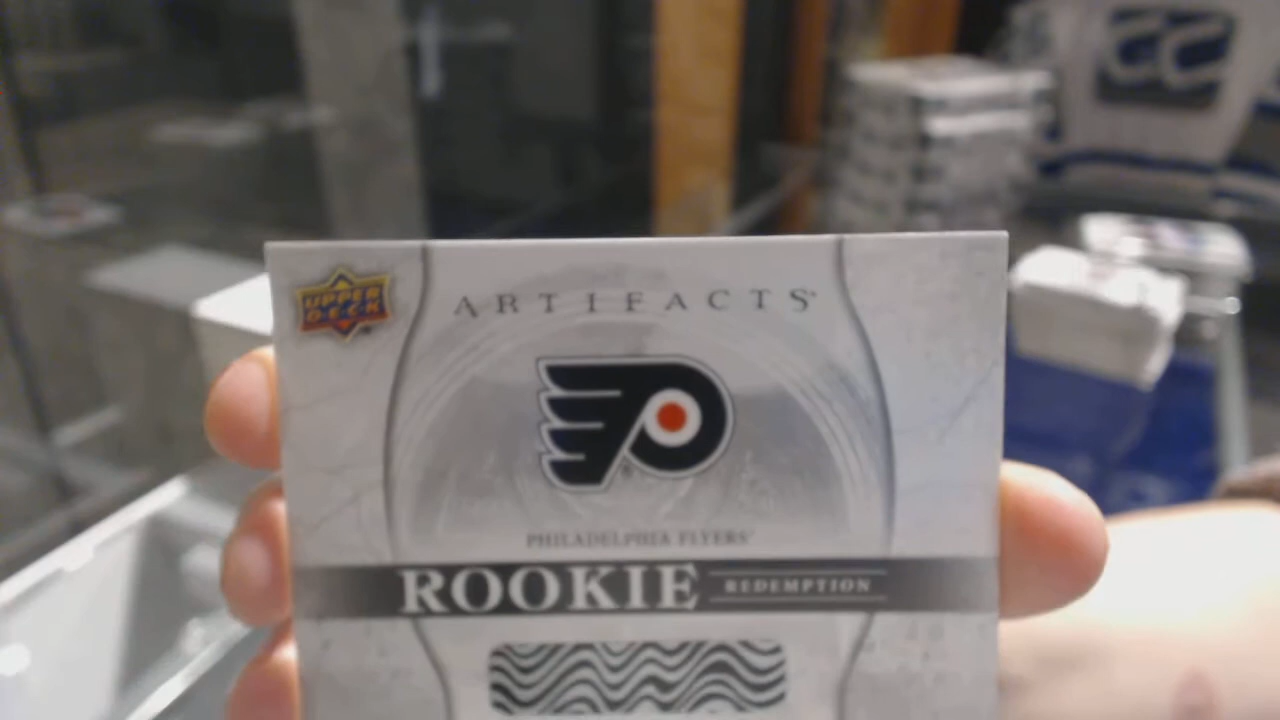 UPPER
DECK
ARTIFACTS
PHILADELPHIA FLYERS
ROOKIE REDEMPTION